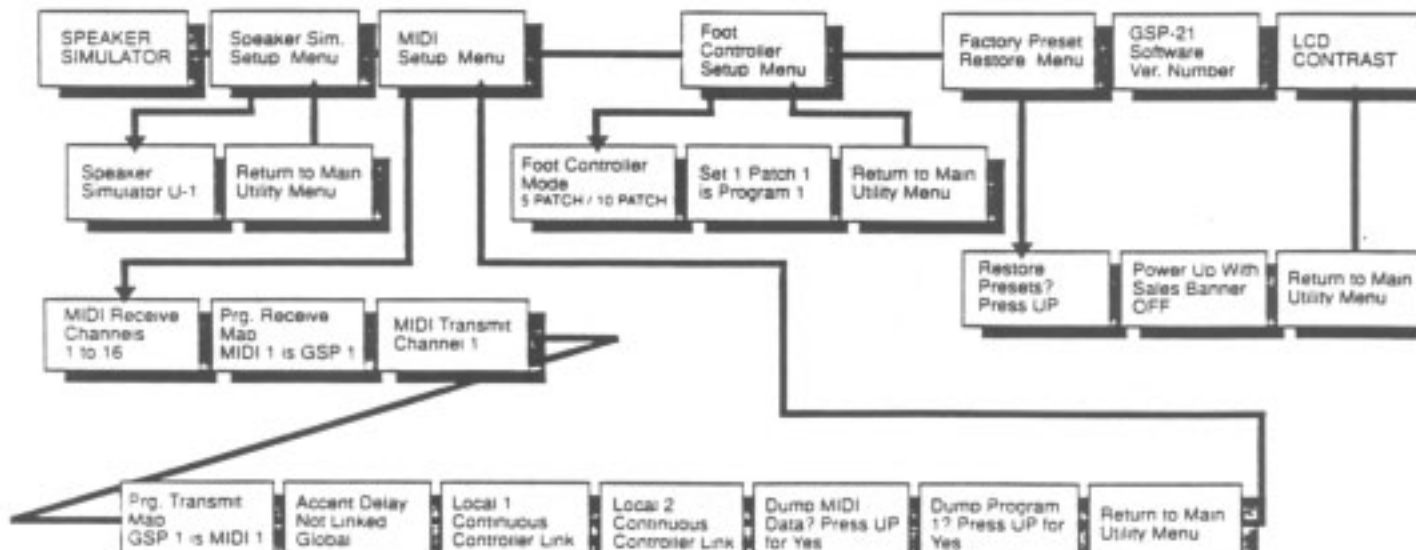 SPEAKER
SIMULATOR
Speaker Sim.
Setup Menu
MIDI
Setup Menu
Foot
Controller
Setup Menu
Factory Preset
Restore Menu
GSP-21
Software
Ver. Number
LCD
CONTRAST
Speaker
Simulator U-1
Return to Main
Utility Menu
Foot Controller
Mode
5 PATCH / 10 PATCH
Set 1 Patch 1
is Program 1
Return to Main
Utility Menu
Restore
Presets?
Press UP
Power Up With
Sales Banner
OFF
Return to Main
Utility Menu
MIDI Receive
Channels
1 to 16
Prg. Receive
Map
MIDI 1 is GSP 1
MIDI Transmit
Channel 1
Prg. Transmit
Map
GSP 1 is MIDI 1
Accent Delay
Not Linked
Global
Local 1
Continuous
Controller Link
Local 2
Continuous
Controller Link
Dump MIDI
Data? Press UP
for Yes
Dump Program
1? Press UP for
Yes
Return to Main
Utility Menu